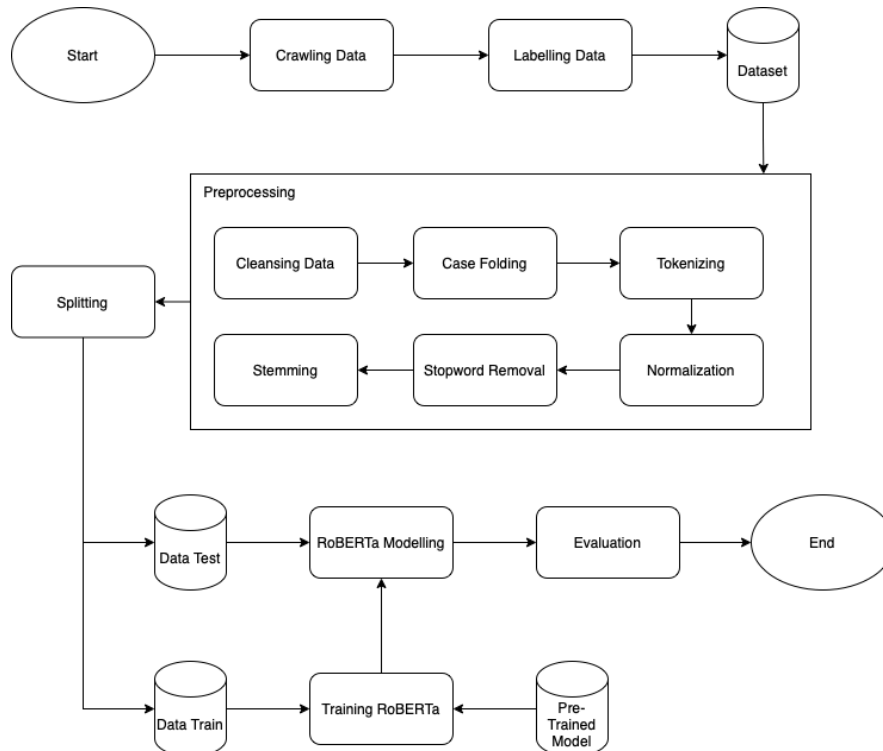 Start
Crawling Data
Labelling Data
Dataset
Preprocessing
Cleansing Data
Case Folding
Tokenizing
Splitting
Stemming
Stopword Removal
Normalization
Data Test
RoBERTa Modelling
Evaluation
End
Data Train
Training RoBERTa
Pre-
Trained
Model